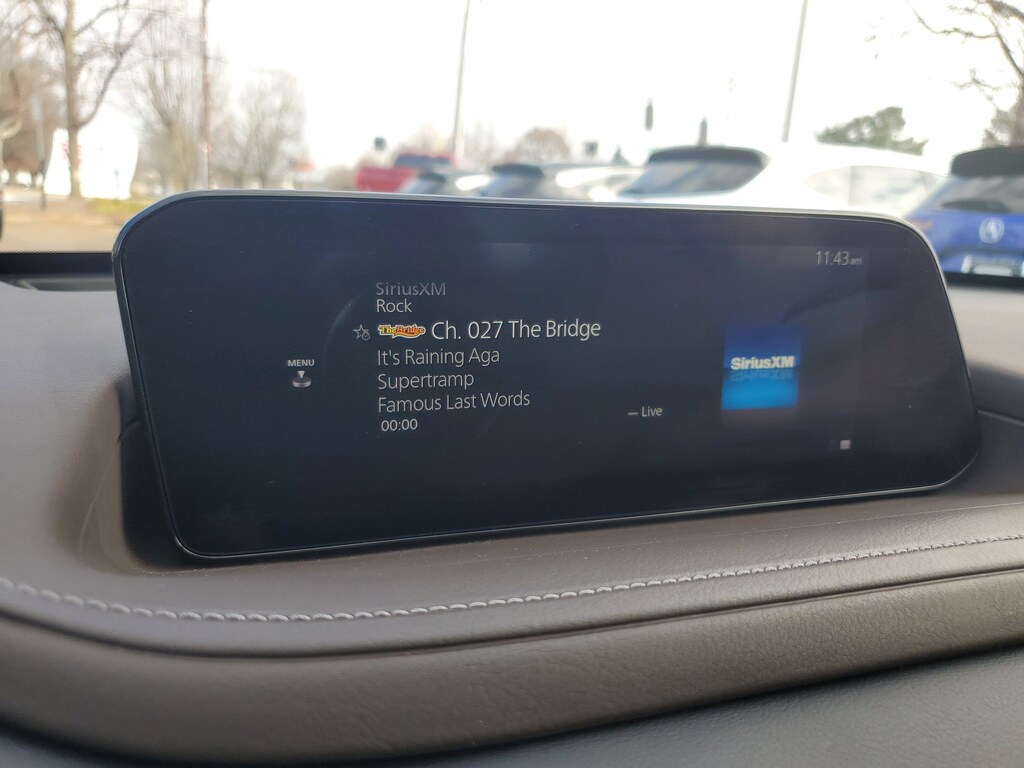 11:43am
SiriusXM
Rock
TheBridge Ch. 027 The Bridge
MENU
It's Raining Aga
Supertramp
Famous Last Words
00:00
— Live
SiriusXM